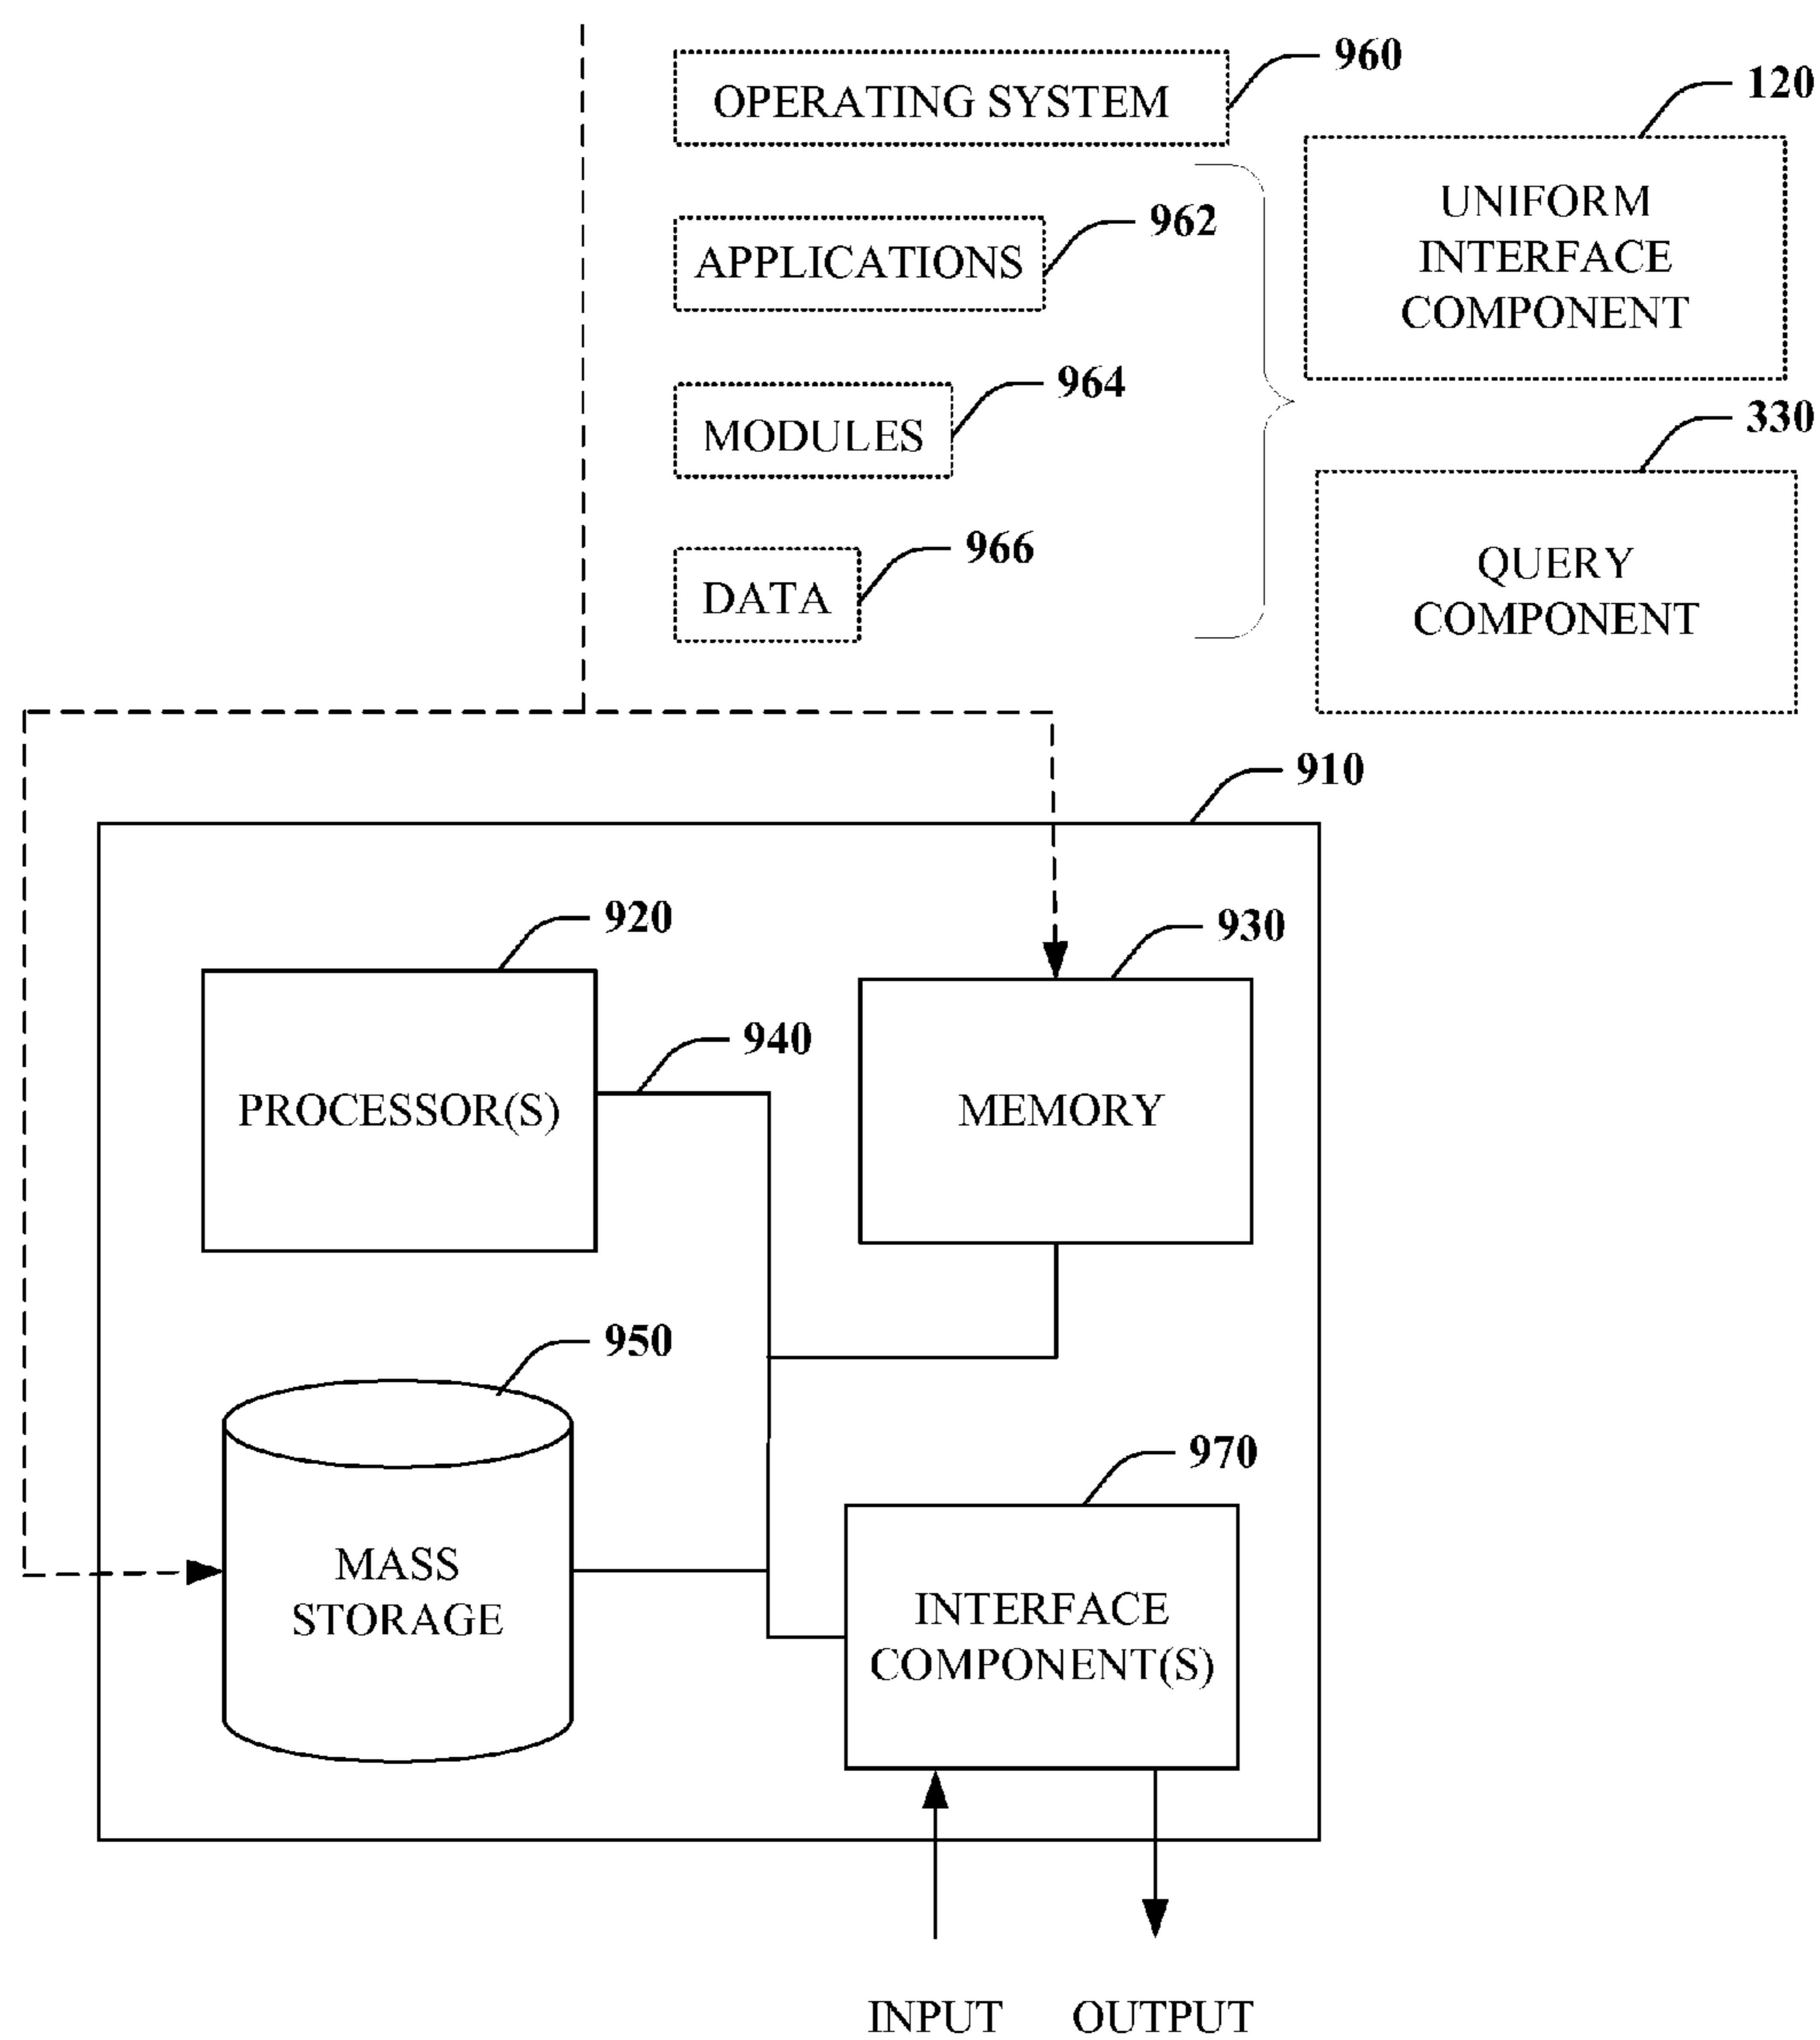 960
OPERATING SYSTEM
120
UNIFORM
INTERFACE
COMPONENT
962
APPLICATIONS
964
MODULES
330
QUERY
COMPONENT
966
DATA
910
920
PROCESSOR(S)
930
MEMORY
940
950
MASS
STORAGE
970
INTERFACE
COMPONENT(S)
INPUT
OUTPUT